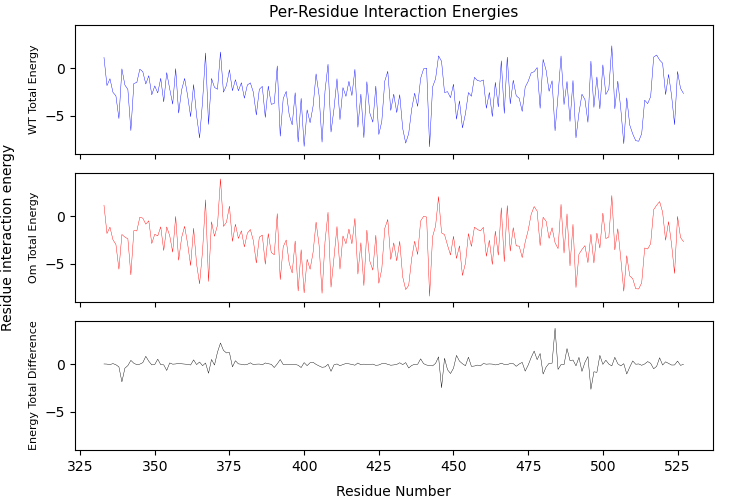 Per-Residue Interaction Energies
Residue interaction energy
WT Total Energy
0
−5
Om Total Energy
0
−5
Energy Total Difference
0
−5
325 350 375 400 425 450 475 500 525
Residue Number